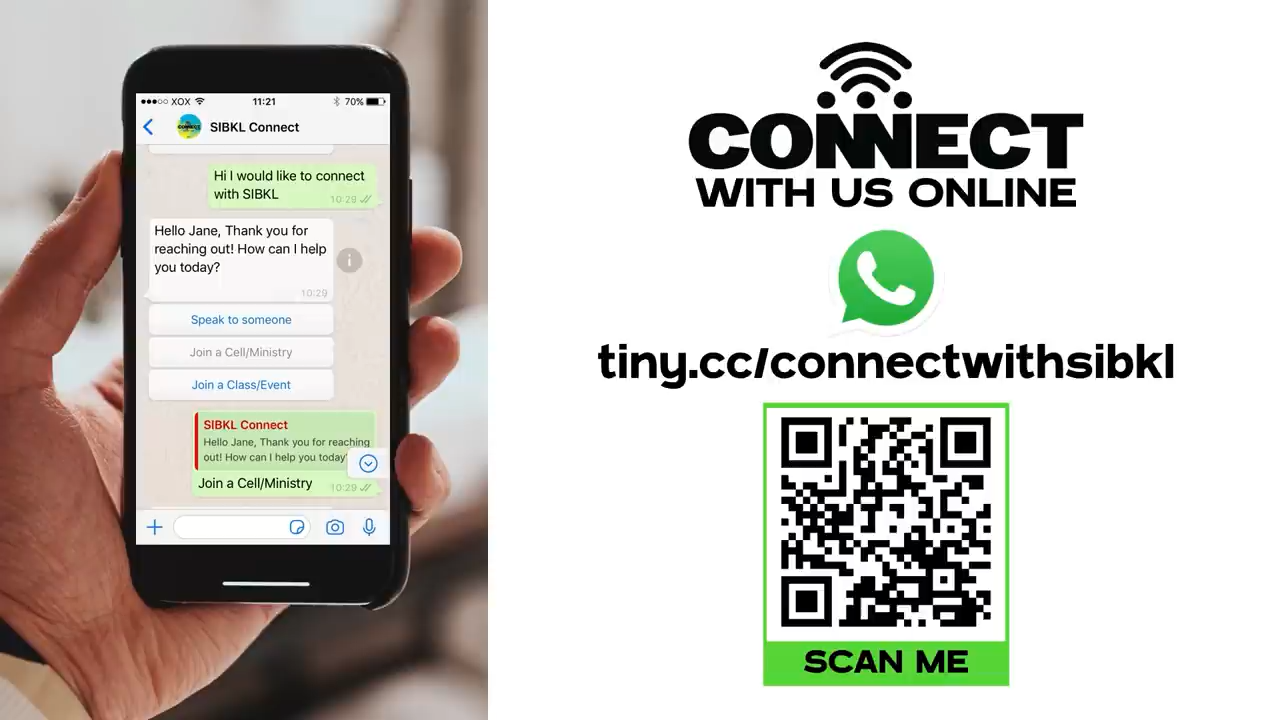 XOX
11:21
70%
SIBKL Connect
Hi I would like to connect
with SIBKL
10:29
Hello Jane, Thank you for
reaching out! How can I help
you today?
10:29
Speak to someone
Join a Cell/Ministry
Join a Class/Event
SIBKL Connect
Hello Jane, Thank you for reaching
out! How can I help you today?
Join a Cell/Ministry
10:29
CONNECT
WITH US ONLINE
tiny.cc/connectwithsibkl
SCAN ME